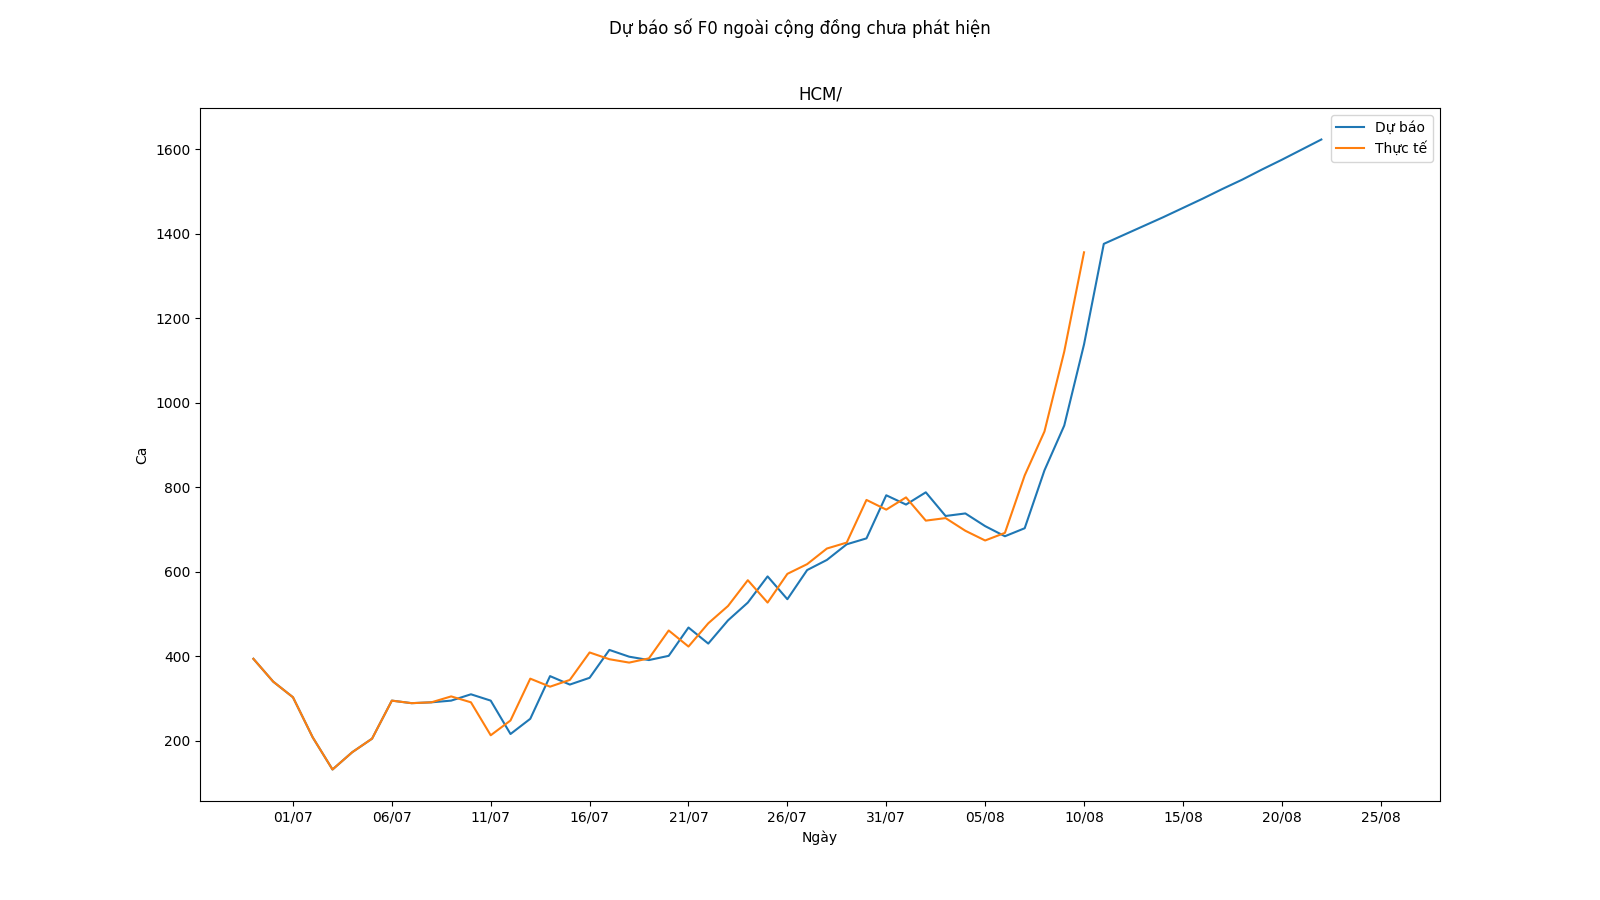 Dự báo số F0 ngoài cộng đồng chưa phát hiện
HCM/
Dự báo
Thực tế
1600
1400
1200
1000
800
600
400
200
Ca
01/07 06/07 11/07 16/07 21/07 26/07 31/07 05/08 10/08 15/08 20/08 25/08
Ngày